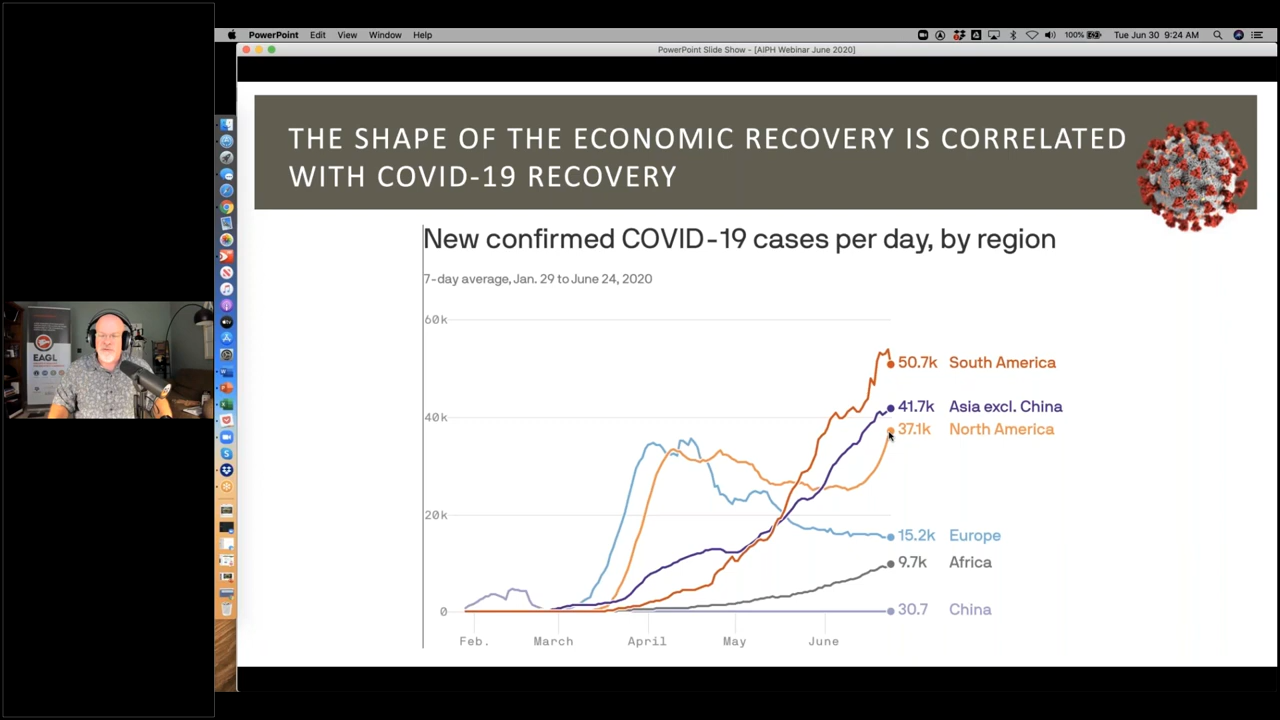 PowerPoint Edit View Window Help
100% Tue Jun 30 9:24 AM
PowerPoint Slide Show - [AIPH Webinar June 2020]
THE SHAPE OF THE ECONOMIC RECOVERY IS CORRELATED
WITH COVID-19 RECOVERY
New confirmed COVID-19 cases per day, by region
7-day average, Jan. 29 to June 24, 2020
60k
40k
20k
0
50.7k South America
41.7k Asia excl. China
37.1k North America
15.2k Europe
9.7k Africa
30.7 China
Feb. March April May June
EAGL